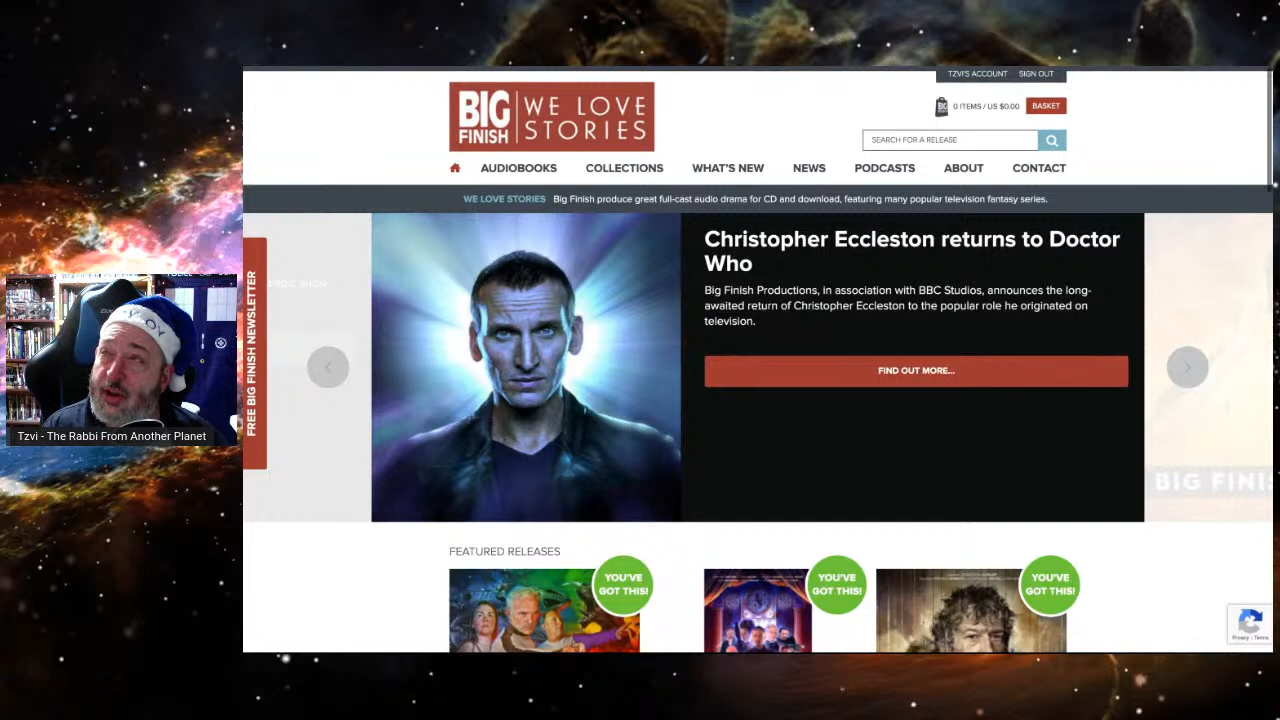 TZVI'S ACCOUNT SIGN OUT
BIG FINISH WE LOVE STORIES
0 ITEMS / US $0.00 BASKET
SEARCH FOR A RELEASE
AUDIOBOOKS COLLECTIONS WHAT'S NEW NEWS PODCASTS ABOUT CONTACT
WE LOVE STORIES Big Finish produce great full-cast audio drama for CD and download, featuring many popular television fantasy series.
FREE BIG FINISH NEWSLETTER
Christopher Eccleston returns to Doctor
Who
Big Finish Productions, in association with BBC Studios, announces the long-
awaited return of Christopher Eccleston to the popular role he originated on
television.
FIND OUT MORE...
Tzvi - The Rabbi From Another Planet
BIG FINIS
FEATURED RELEASES
YOU'VE
GOT THIS!
YOU'VE
GOT THIS!
YOU'VE
GOT THIS!
Privacy - Terms